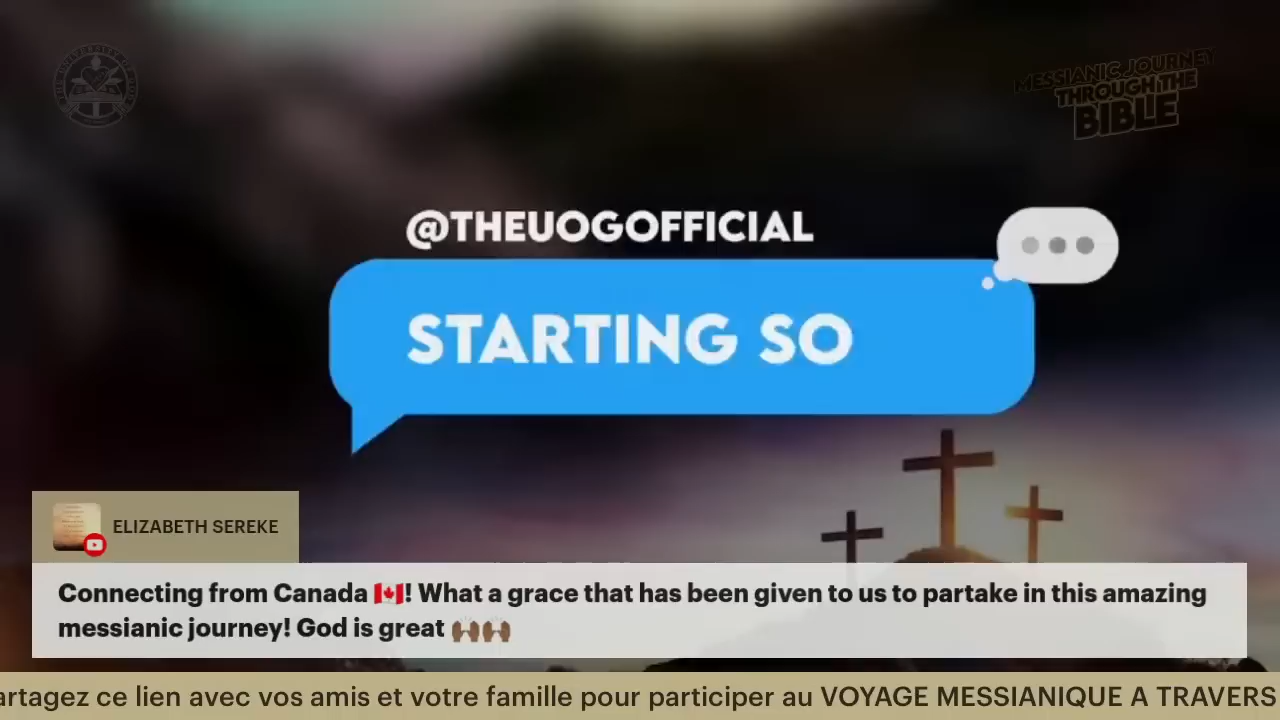 MESSIANIC JOURNEY
THROUGH THE
BIBLE
@THEUOGOFFICIAL
STARTING SO
ELIZABETH SEREKE
Connecting from Canada 🇨🇦! What a grace that has been given to us to partake in this amazing
messianic journey! God is great 🙌🏾🙌🏾
artagez ce lien avec vos amis et votre famille pour participer au VOYAGE MESSIANIQUE A TRAVERS